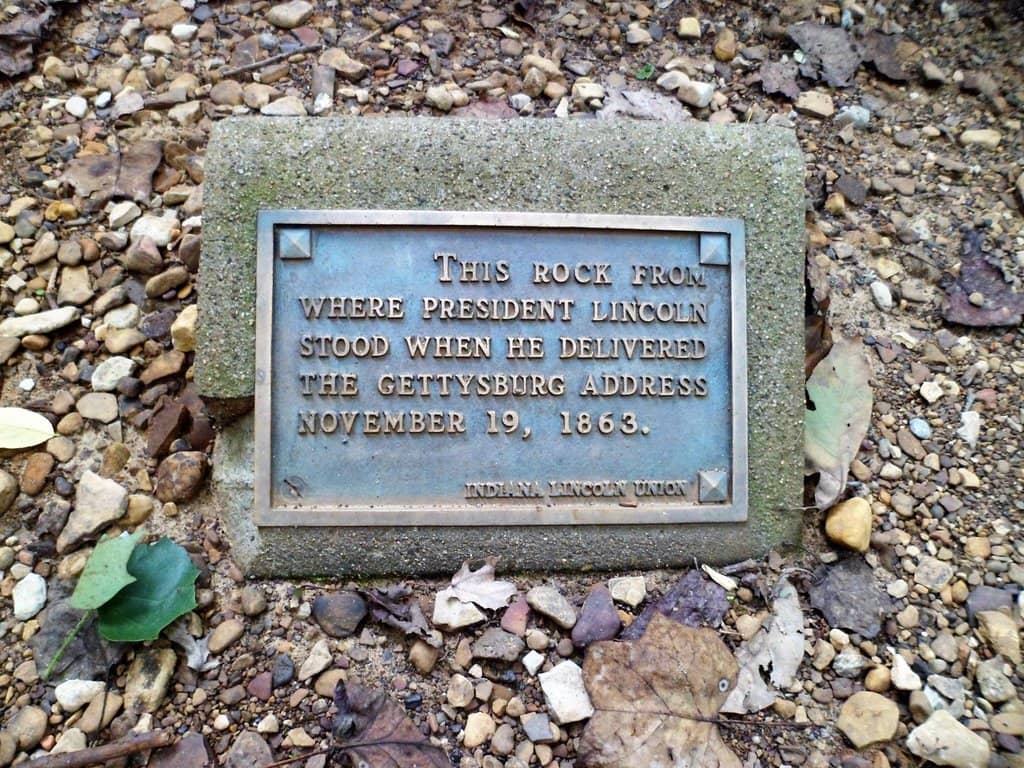 This rock from
where President Lincoln
stood when he delivered
the Gettysburg Address
November 19, 1863.
Indiana Lincoln Union